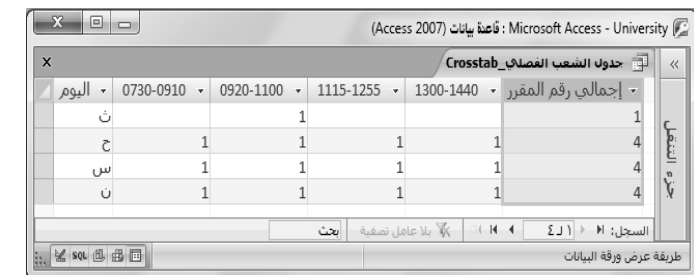 Microsoft Access - University : قاعدة بيانات (Access 2007)
جدول الشعب الفصلي_Crosstab
اليوم 0730-0910 0920-1100 1115-1255 1300-1440 إجمالي رقم المقرر
ث 1 1
ح 1 1 1 1 4
س 1 1 1 1 4
ن 1 1 1 1 4
جزء التنقل
السجل: 1 لـ 4 بلا عامل تصفية بحث
طريقة عرض ورقة البيانات
SQL